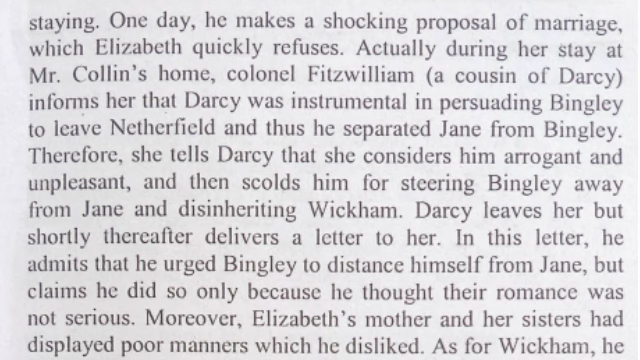 staying. One day, he makes a shocking proposal of marriage,
which Elizabeth quickly refuses. Actually during her stay at
Mr. Collin's home, colonel Fitzwilliam (a cousin of Darcy)
informs her that Darcy was instrumental in persuading Bingley
to leave Netherfield and thus he separated Jane from Bingley.
Therefore, she tells Darcy that she considers him arrogant and
unpleasant, and then scolds him for steering Bingley away
from Jane and disinheriting Wickham. Darcy leaves her but
shortly thereafter delivers a letter to her. In this letter, he
admits that he urged Bingley to distance himself from Jane, but
claims he did so only because he thought their romance was
not serious. Moreover, Elizabeth's mother and her sisters had
displayed poor manners which he disliked. As for Wickham, he